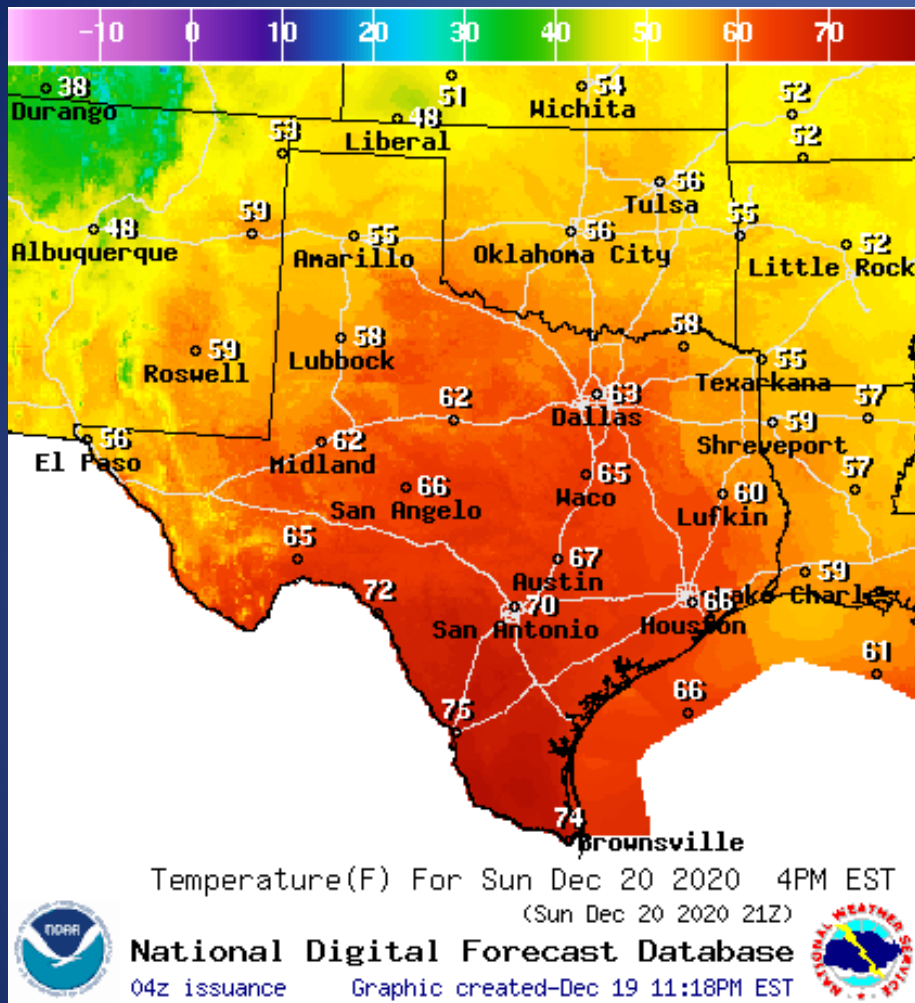 -10 0 10 20 30 40 50 60 70
38
Durango
51
48
Liberal
54
Wichita
52
52
53
56
Tulsa
48
Albuquerque
59
55
Amarillo
56
Oklahoma City
55
52
Little Rock
59
Roswell
58
Lubbock
58
55
Texarkana
63
Dallas
57
59
Shreveport
56
El Paso
62
Midland
62
66
San Angelo
65
Waco
60
Lufkin
57
65
67
Austin
59
Lake Charles
72
70
San Antonio
66
Houston
61
66
75
74
Brownsville
Temperature(F) For Sun Dec 20 2020 4PM EST
(Sun Dec 20 2020 21Z)
National Digital Forecast Database
04z issuance Graphic created-Dec 19 11:18PM EST
NOAA
NATIONAL WEATHER SERVICE